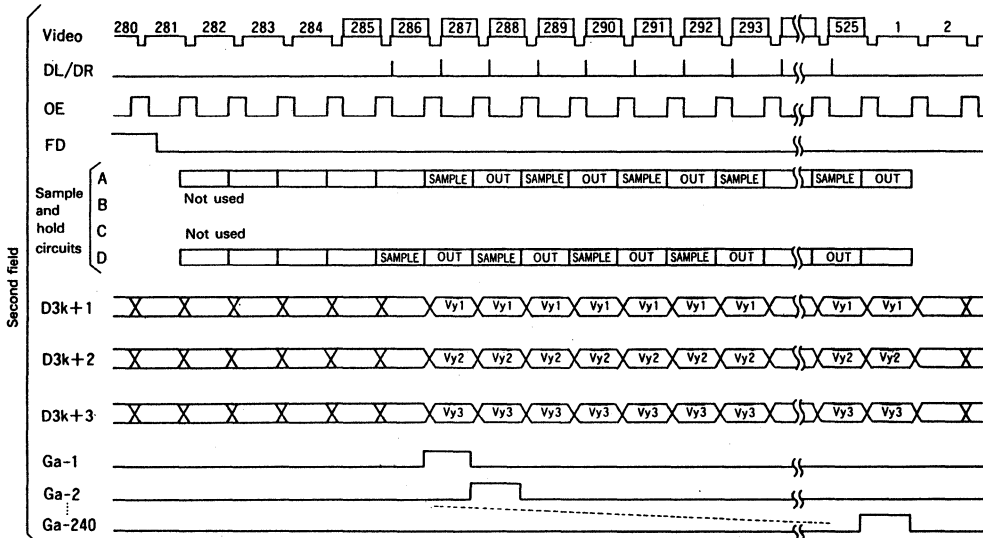 Video 280 281 282 283 284 285 286 287 288 289 290 291 292 293 525 1 2
DL/DR
OE
FD
Second field
Sample and hold circuits
A SAMPLE OUT SAMPLE OUT SAMPLE OUT SAMPLE SAMPLE OUT
B Not used
C Not used
D SAMPLE OUT SAMPLE OUT SAMPLE OUT SAMPLE OUT OUT
D3k+1 Vy1 Vy1 Vy1 Vy1 Vy1 Vy1 Vy1 Vy1 Vy1
D3k+2 Vy2 Vy2 Vy2 Vy2 Vy2 Vy2 Vy2 Vy2 Vy2
D3k+3 Vy3 Vy3 Vy3 Vy3 Vy3 Vy3 Vy3 Vy3 Vy3
Ga-1
Ga-2
Ga-240